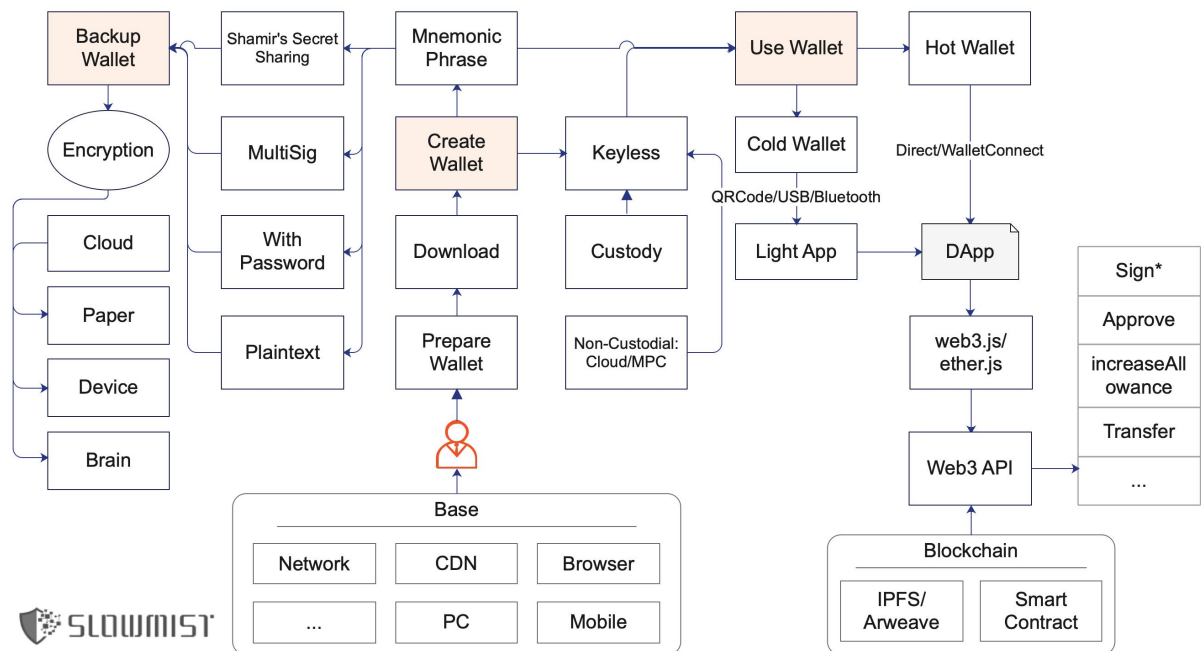 Backup
Wallet
Shamir's Secret
Sharing
Mnemonic
Phrase
Use Wallet
Hot Wallet
Encryption
MultiSig
Create
Wallet
Keyless
Cold Wallet
Direct/WalletConnect
QRCode/USB/Bluetooth
Cloud
With
Password
Download
Custody
Light App
DApp
Sign*
Paper
Plaintext
Prepare
Wallet
Non-Custodial:
Cloud/MPC
web3.js/
ether.js
Approve
increaseAll
owance
Device
Transfer
Brain
Web3 API
...
Base
Network
CDN
Browser
...
PC
Mobile
Blockchain
IPFS/
Arweave
Smart
Contract
SLOWMIST